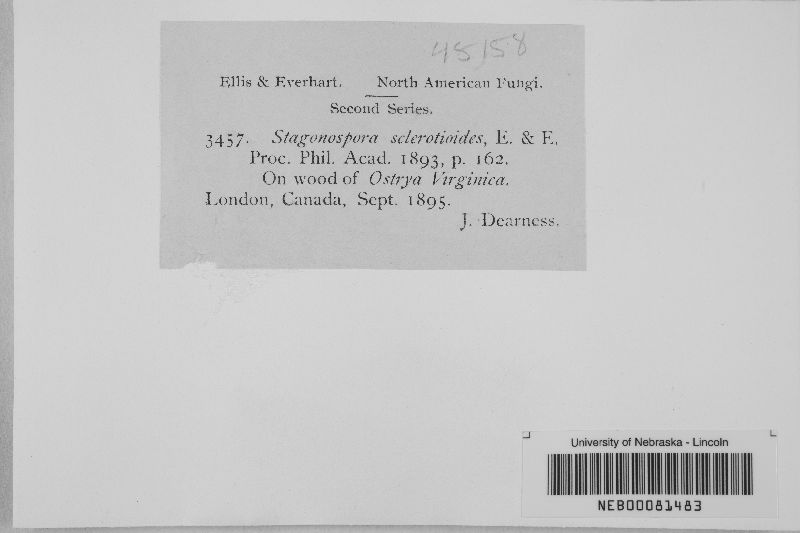 45158
Ellis & Everhart. North American Fungi.
Second Series.
3457. Stagonospora sclerotioides, E. & E.
Proc. Phil. Acad. 1893, p. 162.
On wood of Ostrya Virginica.
London, Canada, Sept. 1895.
J. Dearness.
University of Nebraska - Lincoln
NEB00081483